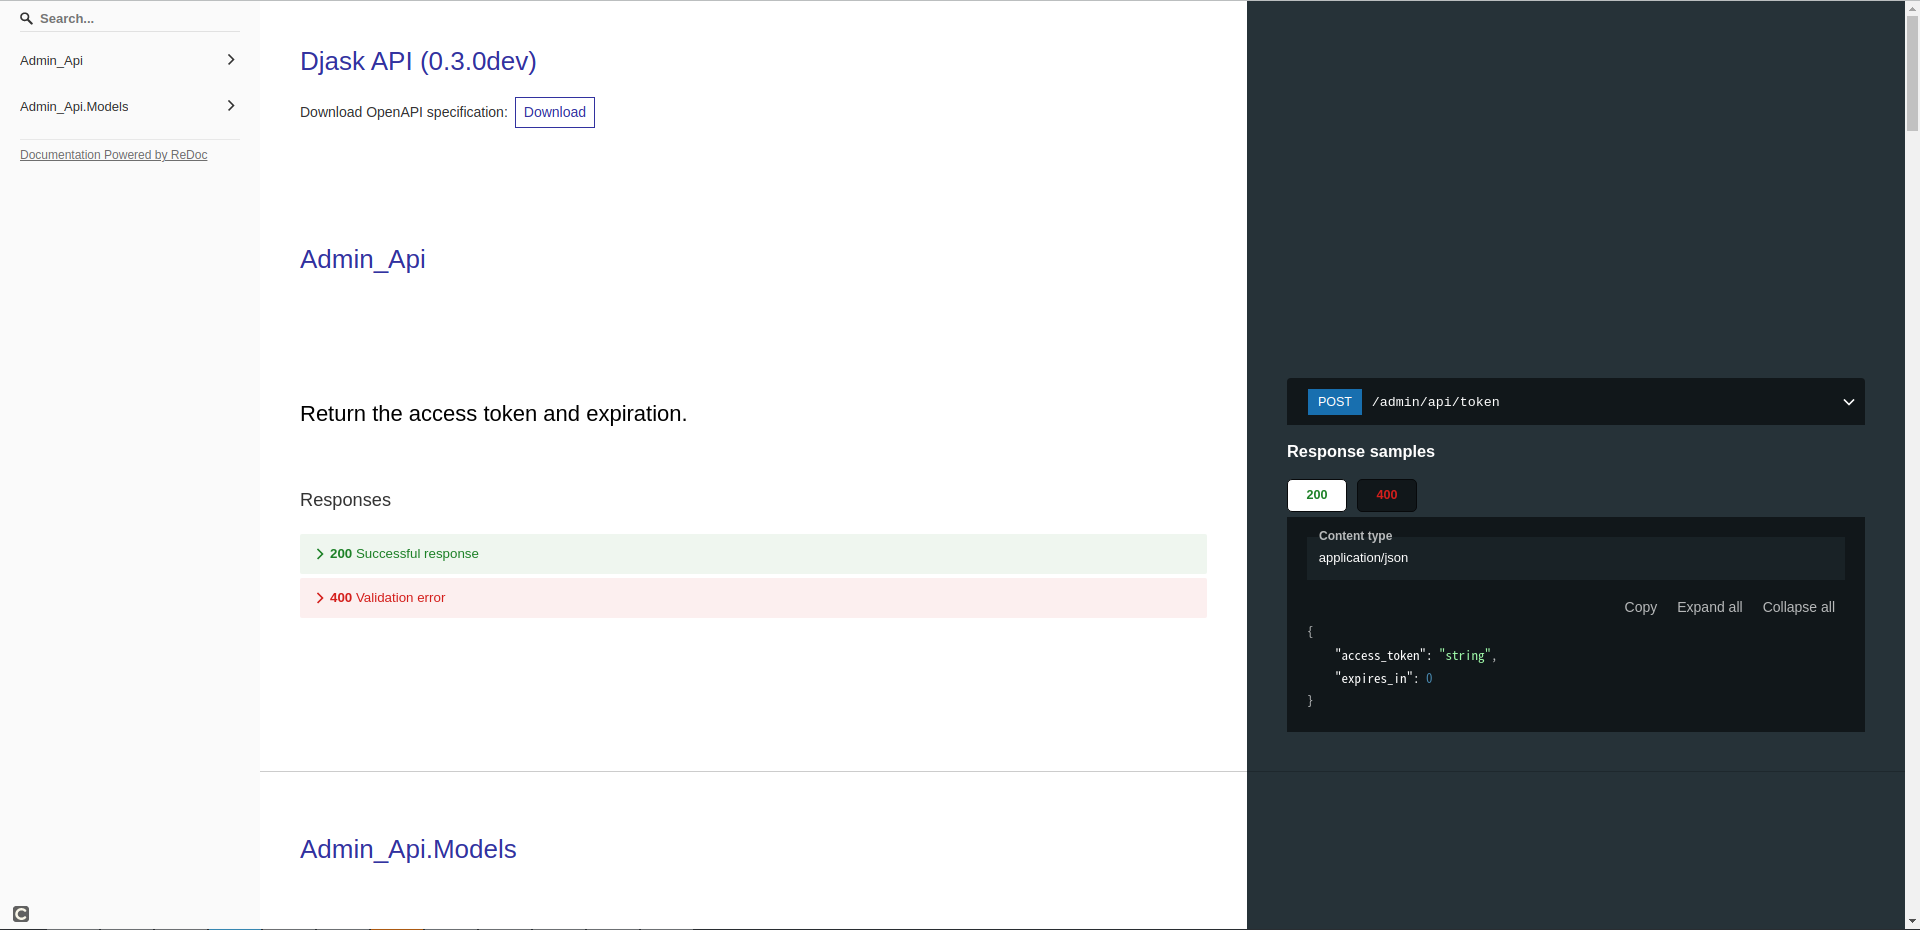 Search...
Admin_Api
Admin_Api.Models
Documentation Powered by ReDoc
Djask API (0.3.0dev)
Download OpenAPI specification: Download
Admin_Api
Return the access token and expiration.
Responses
200 Successful response
400 Validation error
POST /admin/api/token
Response samples
200 400
Content type
application/json
Copy Expand all Collapse all
{
"access_token": "string",
"expires_in": 0
}
Admin_Api.Models
C